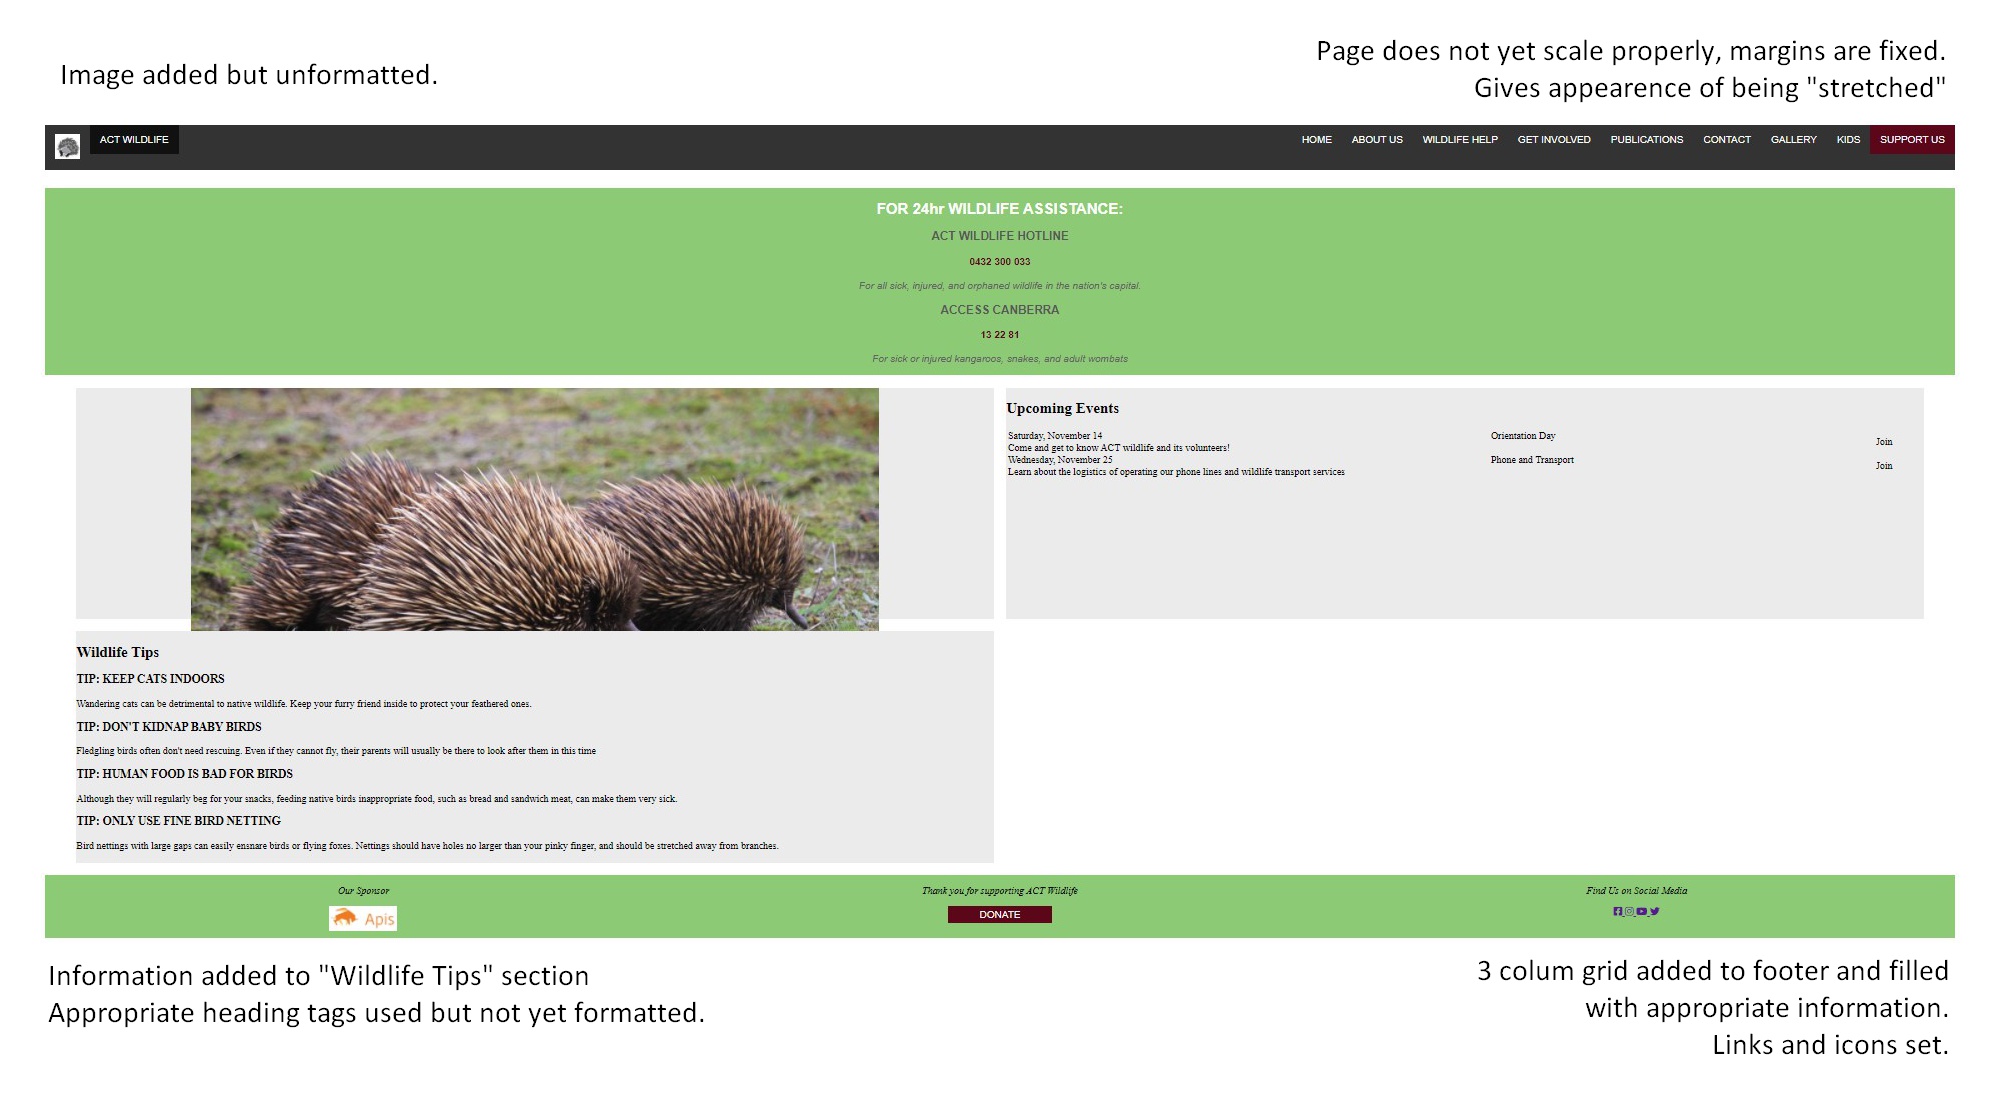 Image added but unformatted.
Page does not yet scale properly, margins are fixed.
Gives appearence of being "stretched"
ACT WILDLIFE
HOME ABOUT US WILDLIFE HELP GET INVOLVED PUBLICATIONS CONTACT GALLERY KIDS SUPPORT US
FOR 24hr WILDLIFE ASSISTANCE:
ACT WILDLIFE HOTLINE
0432 300 033
For all sick, injured, and orphaned wildlife in the nation's capital.
ACCESS CANBERRA
13 22 81
For sick or injured kangaroos, snakes, and adult wombats
Upcoming Events
Saturday, November 14 Orientation Day
Join
Come and get to know ACT wildlife and its volunteers!
Wednesday, November 25 Phone and Transport
Join
Learn about the logistics of operating our phone lines and wildlife transport services
Wildlife Tips
TIP: KEEP CATS INDOORS
Wandering cats can be detrimental to native wildlife. Keep your furry friend inside to protect your feathered ones.
TIP: DON'T KIDNAP BABY BIRDS
Fledgling birds often don't need rescuing. Even if they cannot fly, their parents will usually be there to look after them in this time
TIP: HUMAN FOOD IS BAD FOR BIRDS
Although they will regularly beg for your snacks, feeding native birds inappropriate food, such as bread and sandwich meat, can make them very sick.
TIP: ONLY USE FINE BIRD NETTING
Bird nettings with large gaps can easily ensnare birds or flying foxes. Nettings should have holes no larger than your pinky finger, and should be stretched away from branches.
Our Sponsor
Apis
Thank you for supporting ACT Wildlife
DONATE
Find Us on Social Media
Information added to "Wildlife Tips" section
Appropriate heading tags used but not yet formatted.
3 colum grid added to footer and filled
with appropriate information.
Links and icons set.